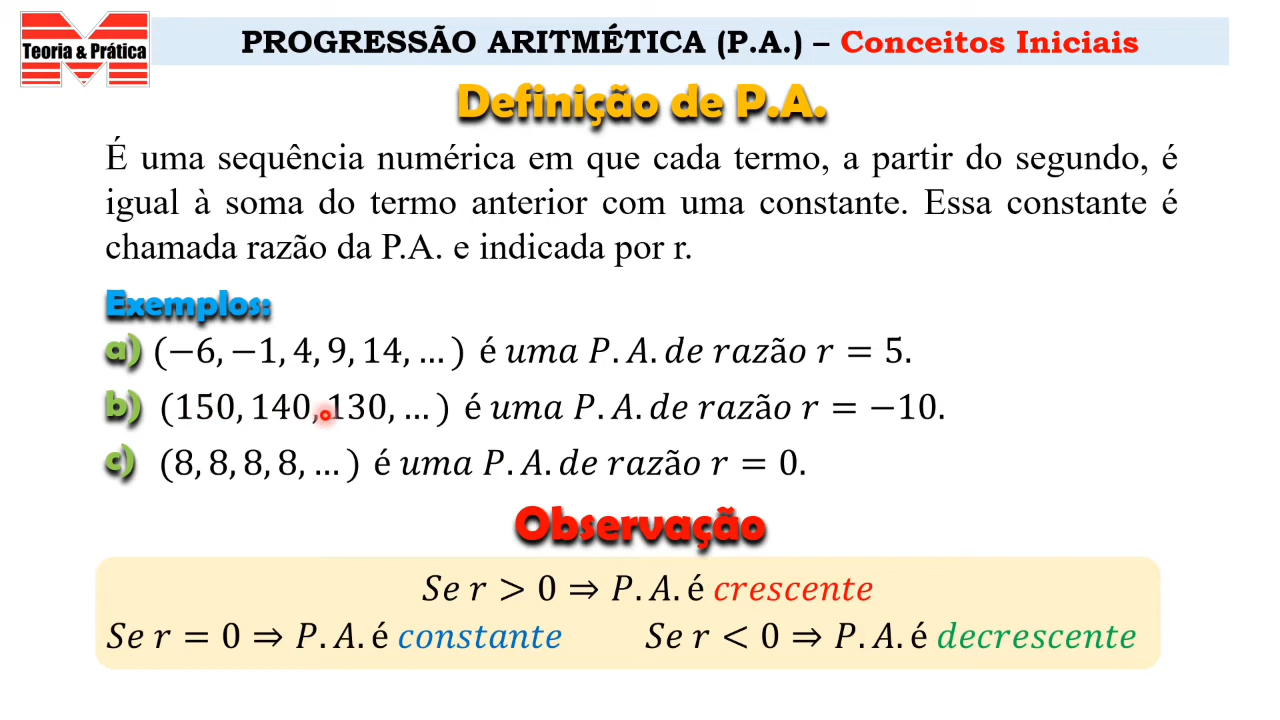 Teoria & Prática
PROGRESSÃO ARITMÉTICA (P.A.) – Conceitos Iniciais
Definição de P.A.
É uma sequência numérica em que cada termo, a partir do segundo, é
igual à soma do termo anterior com uma constante. Essa constante é
chamada razão da P.A. e indicada por r.
Exemplos:
a) (−6, −1, 4, 9, 14, … ) é uma P. A. de razão r = 5.
b) (150, 140, 130, … ) é uma P. A. de razão r = −10.
c) (8, 8, 8, 8, … ) é uma P. A. de razão r = 0.
Observação
Se r > 0 ⇒ P. A. é crescente
Se r = 0 ⇒ P. A. é constante Se r < 0 ⇒ P. A. é decrescente